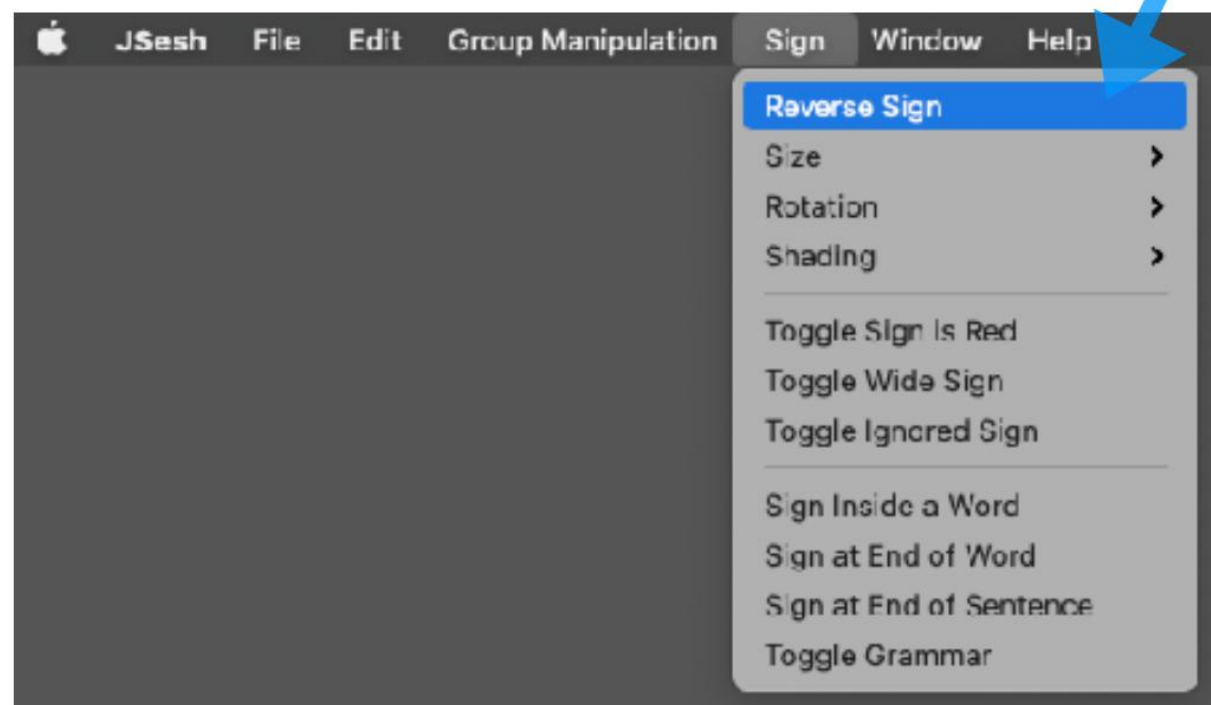 JSesh File Edit Group Manipulation Sign Window Help
Reverse Sign
Size
Rotation
Shading
Toggle Sign is Red
Toggle Wide Sign
Toggle Ignored Sign
Sign Inside a Word
Sign at End of Word
Sign at End of Sentence
Toggle Grammar